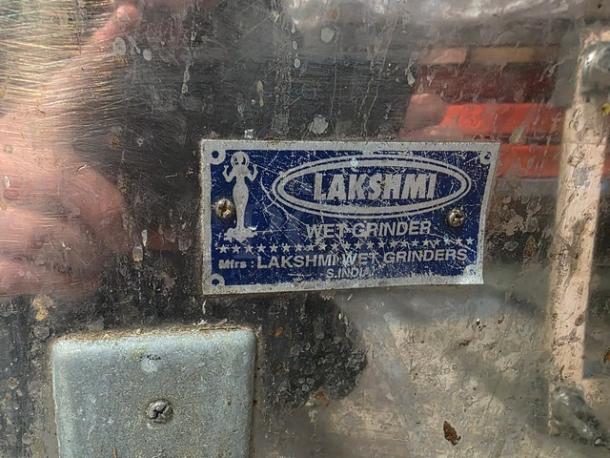 LAKSHMI
WET GRINDER
Mfrs : LAKSHMI WET GRINDERS
S.INDIA